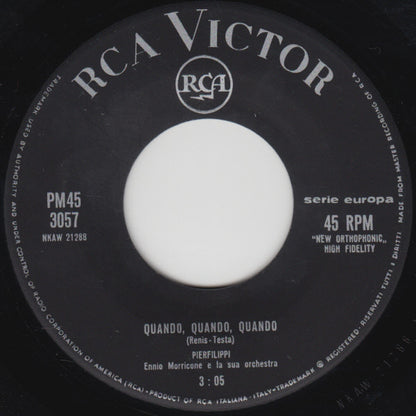 RCA VICTOR
RCA
PM45
3057
NKAW 21288
serie europa
45 RPM
"NEW ORTHOPHONIC„
HIGH FIDELITY
QUANDO, QUANDO, QUANDO
(Renis - Testa)
PIERFILIPPI
Ennio Morricone e la sua orchestra
3 : 05
TRADEMARK USED BY AUTHORITY AND UNDER CONTROL OF RADIO CORPORATION OF AMERICA (RCA) - PRODUCT OF RCA ITALIANA - ITALY - TRADEMARK ® REGISTERED - RISERVATI TUTTI I DIRITTI - MADE FROM MASTER RECORDING OF RCA